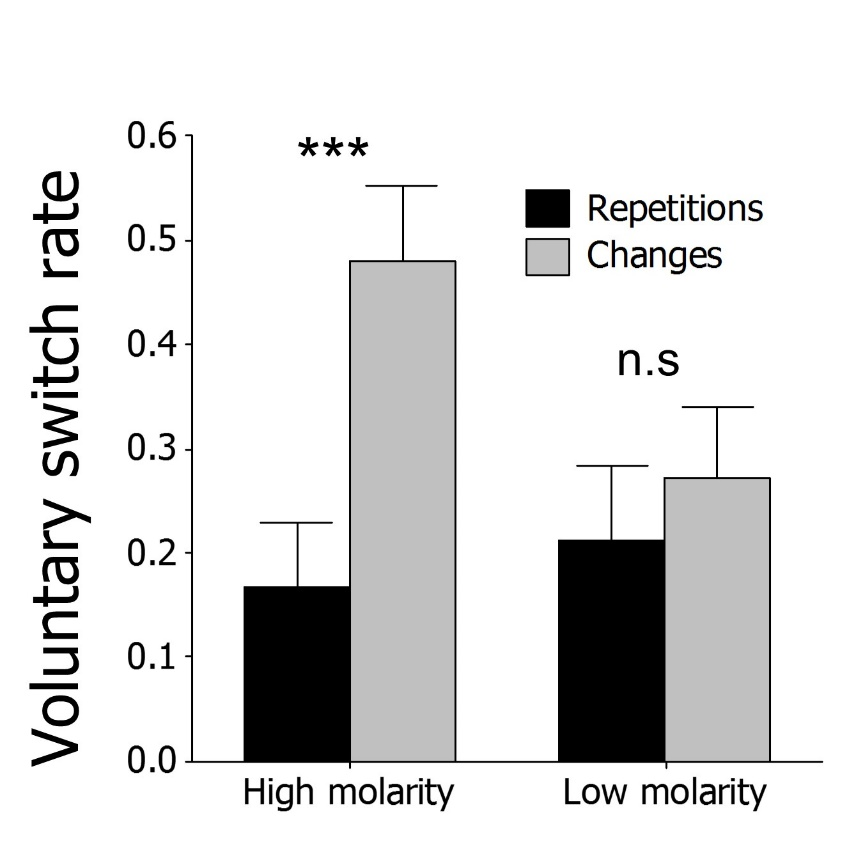 Voluntary switch rate
0.6
0.5
0.4
0.3
0.2
0.1
0.0
***
Repetitions
Changes
n.s
High molarity
Low molarity